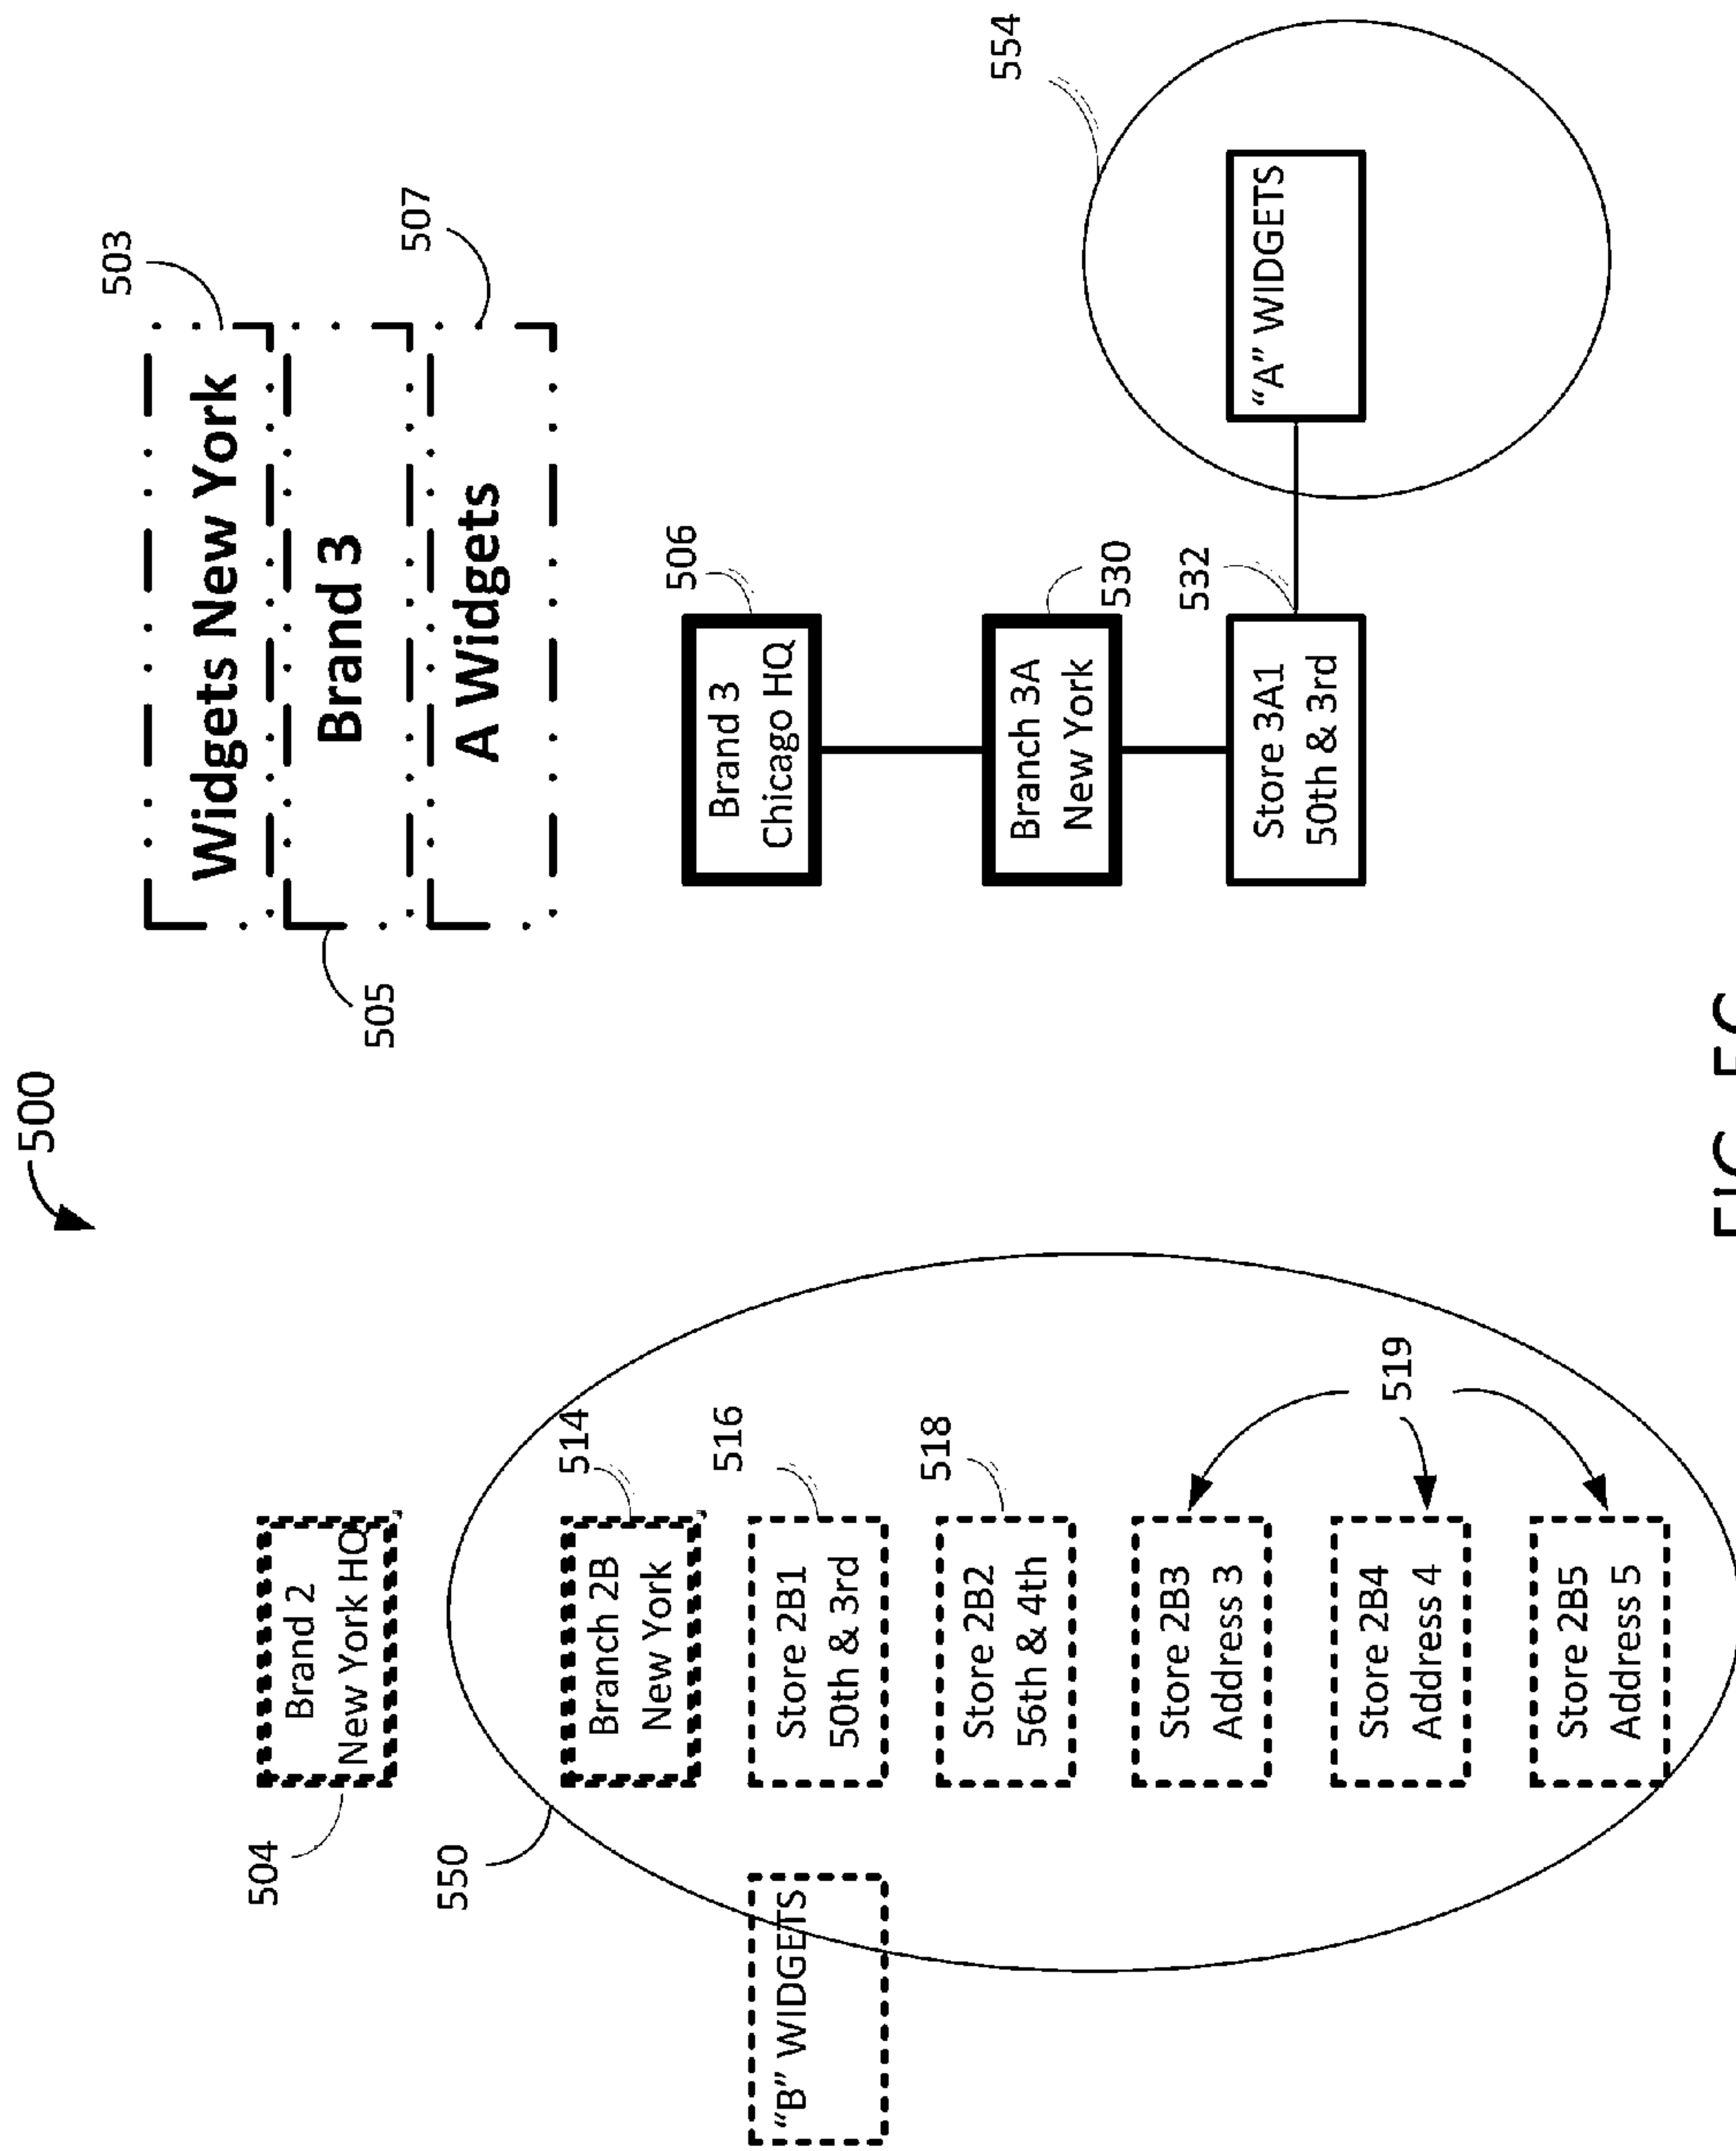 500
503
Widgets New York
505
Brand 3
507
A Widgets
504
Brand 2
New York HQ
506
Brand 3
Chicago HQ
550
514
Branch 2B
New York
530
Branch 3A
New York
"B" WIDGETS
516
Store 2B1
50th & 3rd
532
Store 3A1
50th & 3rd
"A" WIDGETS
554
518
Store 2B2
56th & 4th
519
Store 2B3
Address 3
Store 2B4
Address 4
Store 2B5
Address 5